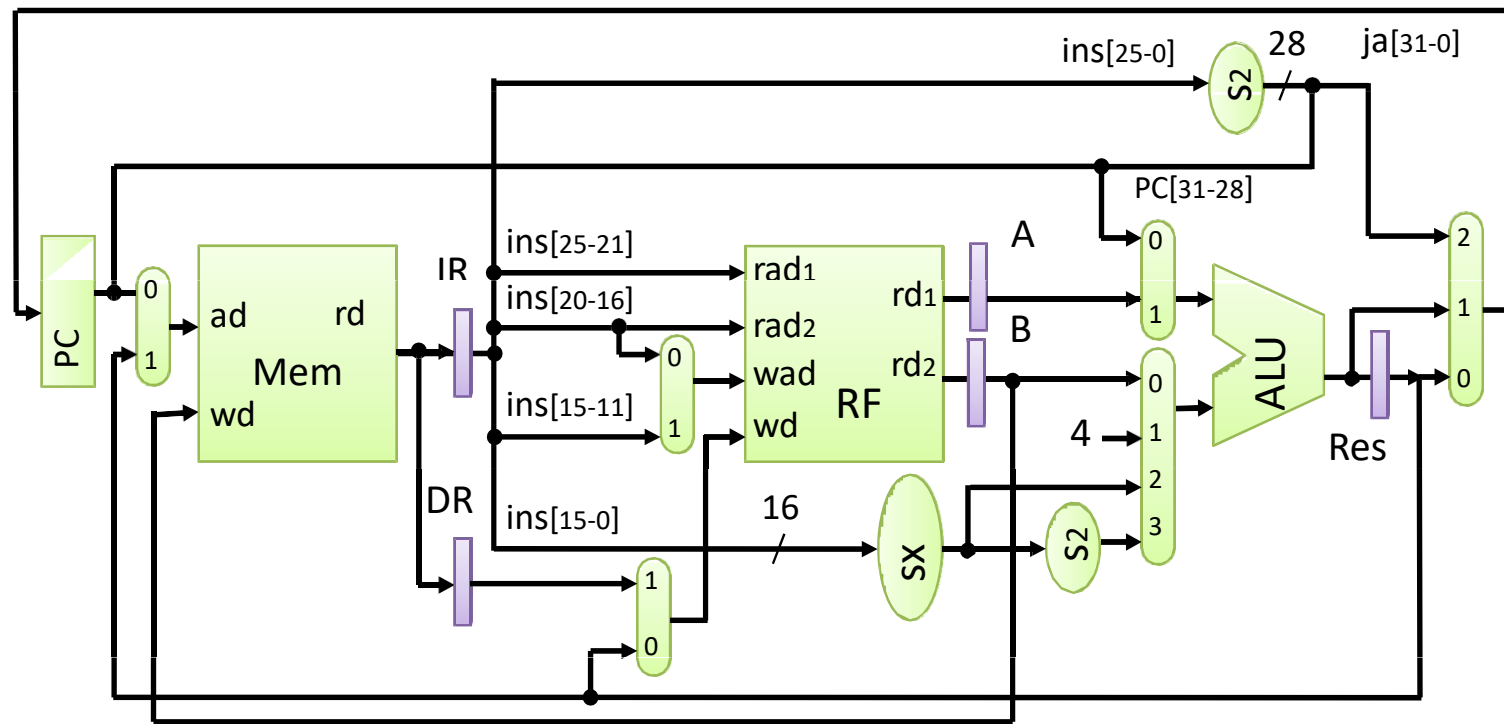 ins[25-0]
28
ja[31-0]
s2
PC[31-28]
PC
0
1
ad
rd
Mem
wd
IR
DR
ins[25-21]
ins[20-16]
ins[15-11]
ins[15-0]
0
1
1
0
rad1
rad2
wad
wd
rd1
rd2
RF
16
sx
s2
A
B
0
1
4
0
1
2
3
ALU
Res
2
1
0